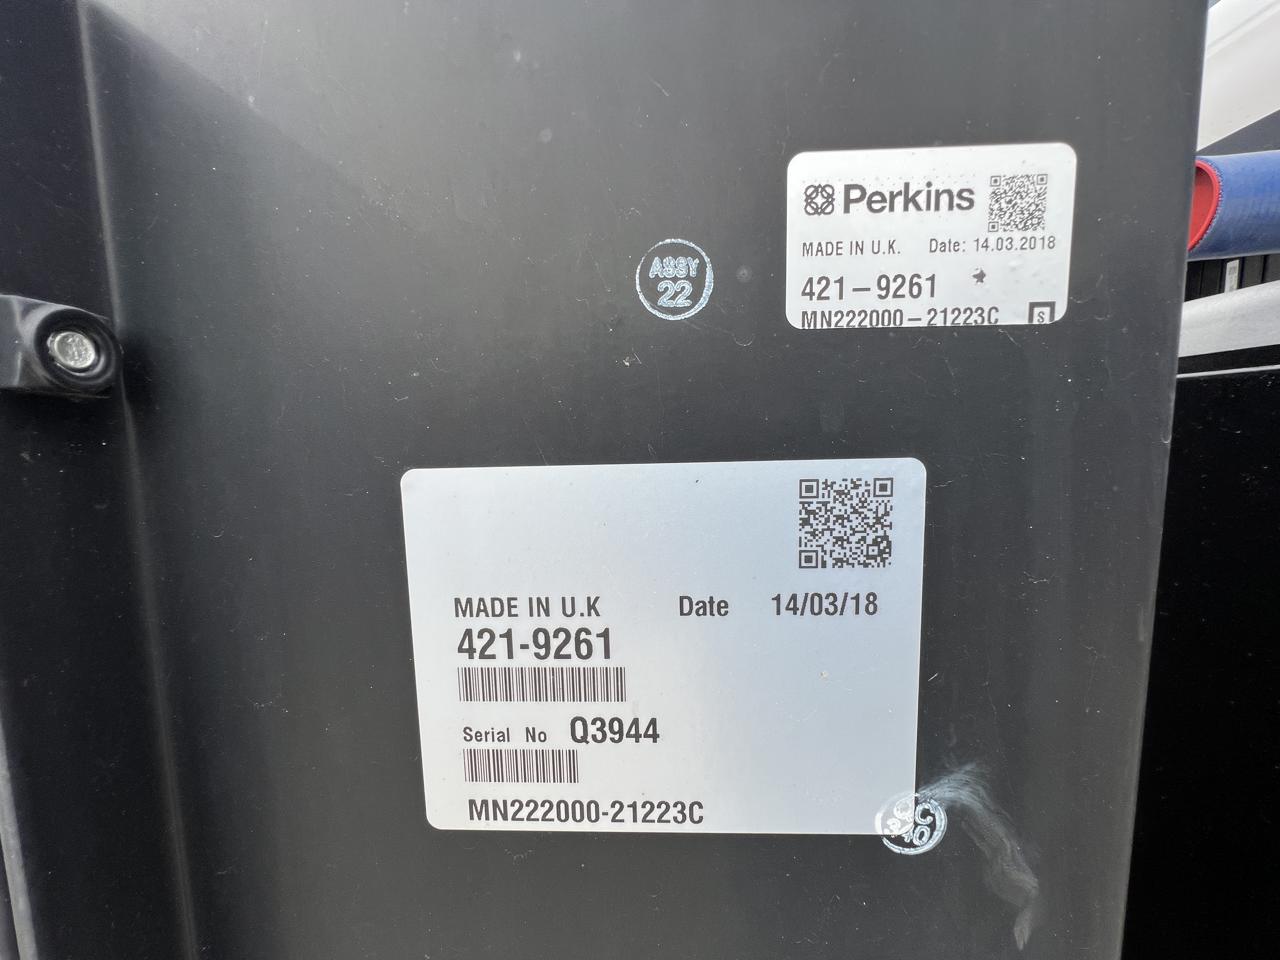 Perkins
MADE IN U.K. Date: 14.03.2018
421-9261
MN222000-21223C S
ASSY
22
MADE IN U.K Date 14/03/18
421-9261
Serial No Q3944
MN222000-21223C